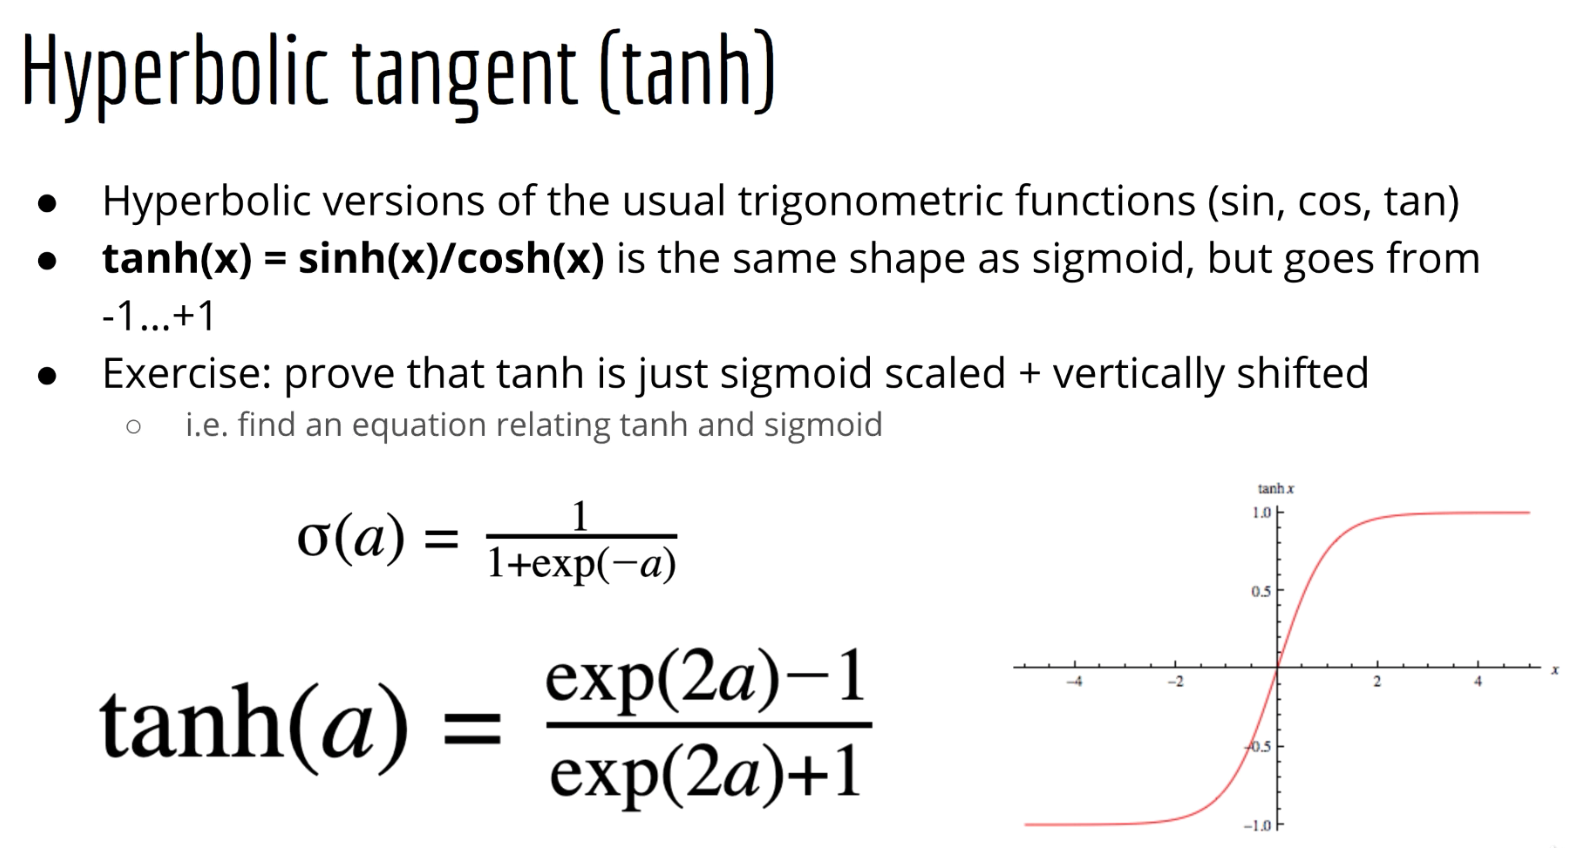 Hyperbolic tangent (tanh)
● Hyperbolic versions of the usual trigonometric functions (sin, cos, tan)
● tanh(x) = sinh(x)/cosh(x) is the same shape as sigmoid, but goes from
-1...+1
● Exercise: prove that tanh is just sigmoid scaled + vertically shifted
○ i.e. find an equation relating tanh and sigmoid
σ(a) = 1
1+exp(−a)
tanh(a) = exp(2a)−1
exp(2a)+1
tanh x
1.0
0.5
−4 −2 2 4 x
−0.5
−1.0